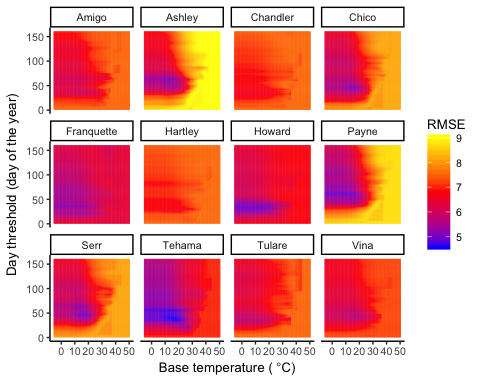 Amigo Ashley Chandler Chico
150
100
50
0
Franquette Hartley Howard Payne
150
100
50
0
Serr Tehama Tulare Vina
150
100
50
0
0 10 20 30 40 50 0 10 20 30 40 50 0 10 20 30 40 50 0 10 20 30 40 50
Base temperature ( °C)
Day threshold (day of the year)
RMSE
9
8
7
6
5